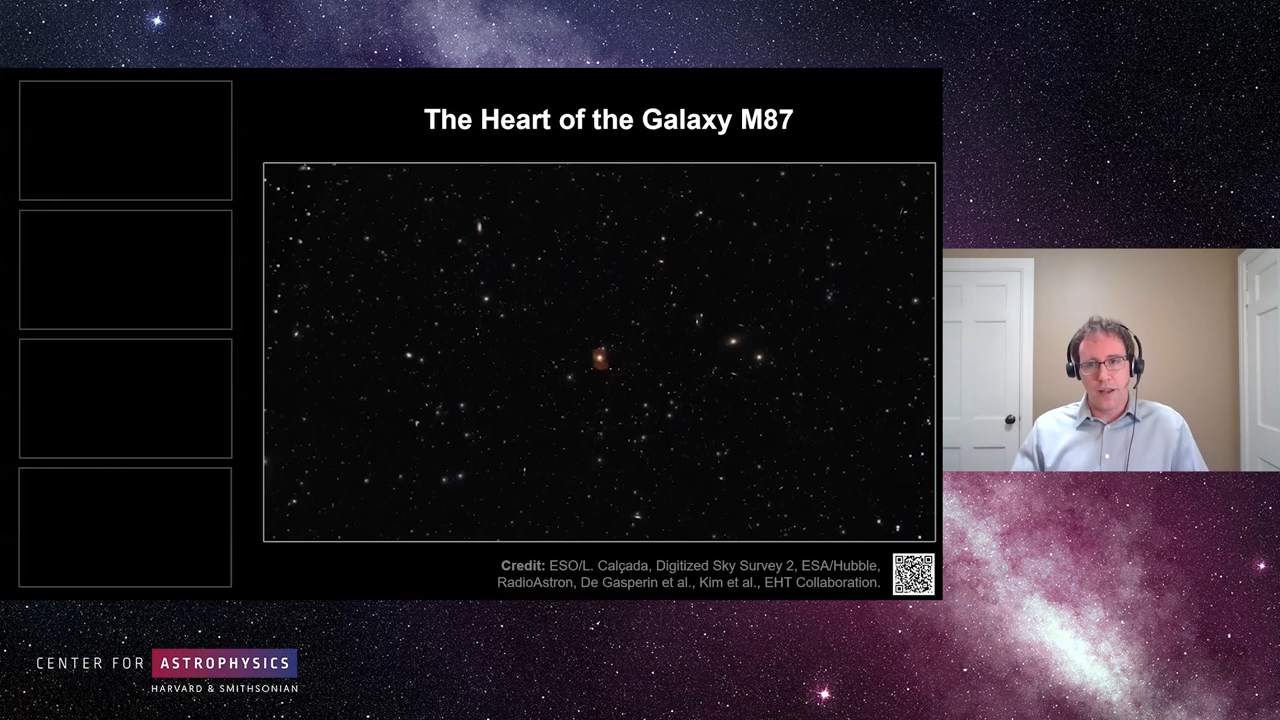 The Heart of the Galaxy M87
Credit: ESO/L. Calçada, Digitized Sky Survey 2, ESA/Hubble,
RadioAstron, De Gasperin et al., Kim et al., EHT Collaboration.
CENTER FOR ASTROPHYSICS
HARVARD & SMITHSONIAN